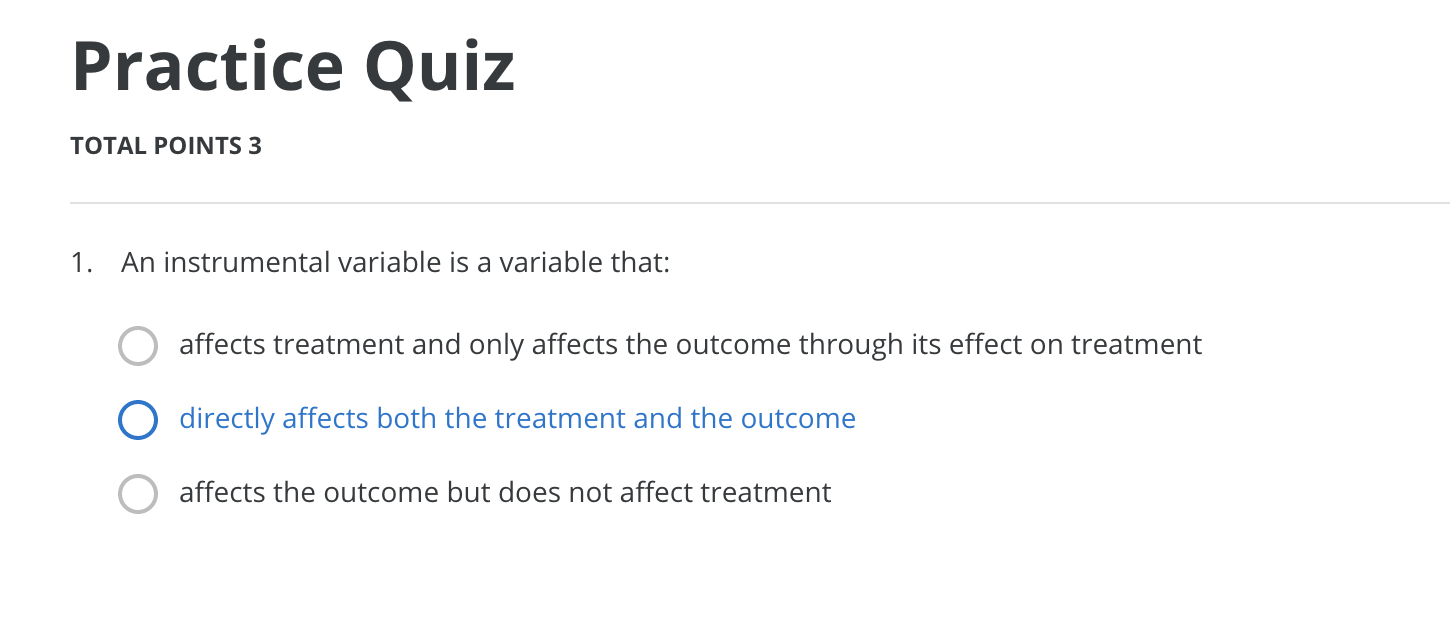 Practice Quiz
TOTAL POINTS 3
1. An instrumental variable is a variable that:
affects treatment and only affects the outcome through its effect on treatment
directly affects both the treatment and the outcome
affects the outcome but does not affect treatment